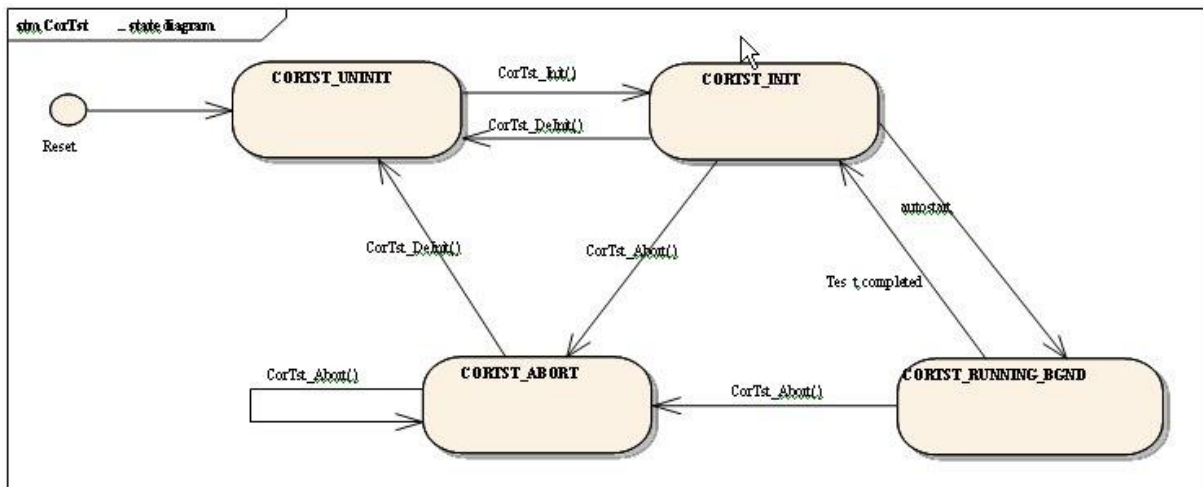 stm CorTst _ state diagram
CORTST_UNINIT
CorTst_Init()
CORTST_INIT
CorTst_DeInit()
Reset
autostart
CorTst_DeInit()
CorTst_Abort()
Tes t completed
CORTST_ABORT
CORTST_RUNNING_BGND
CorTst_Abort()
CorTst_Abort()